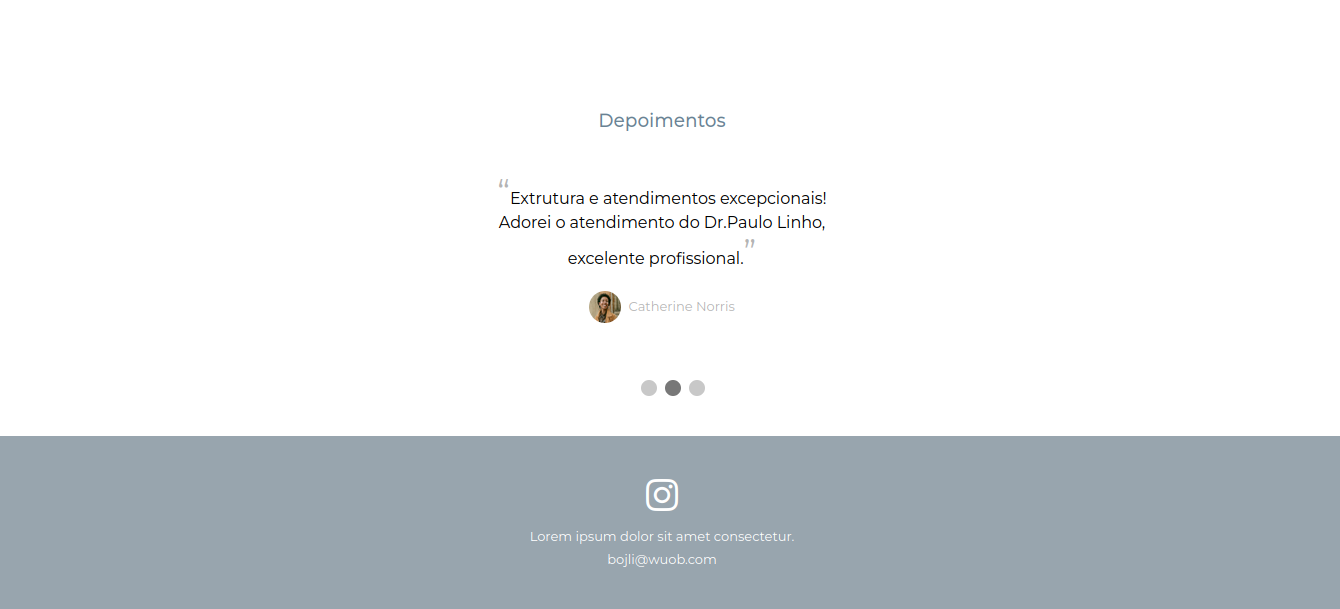 Depoimentos
“Extrutura e atendimentos excepcionais!
Adorei o atendimento do Dr.Paulo Linho,
excelente profissional.”
Catherine Norris
Lorem ipsum dolor sit amet consectetur.
bojli@wuob.com